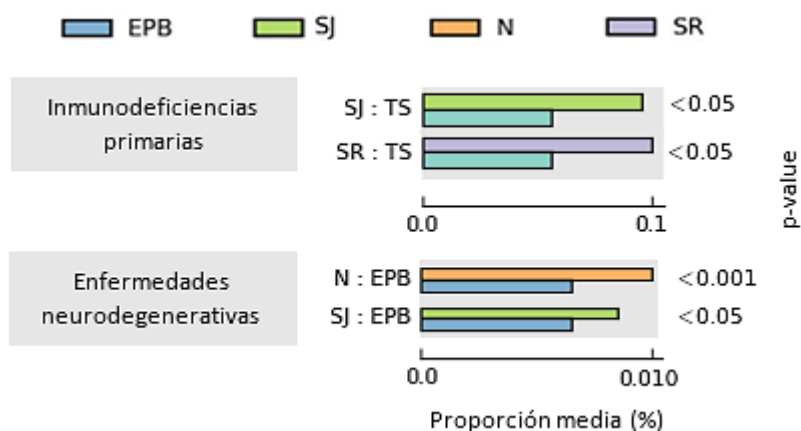 EPB SJ N SR
Inmunodeficiencias
primarias
SJ : TS <0.05
SR : TS <0.05
0.0 0.1
p-value
Enfermedades
neurodegenerativas
N : EPB <0.001
SJ : EPB <0.05
0.0 0.010
Proporción media (%)